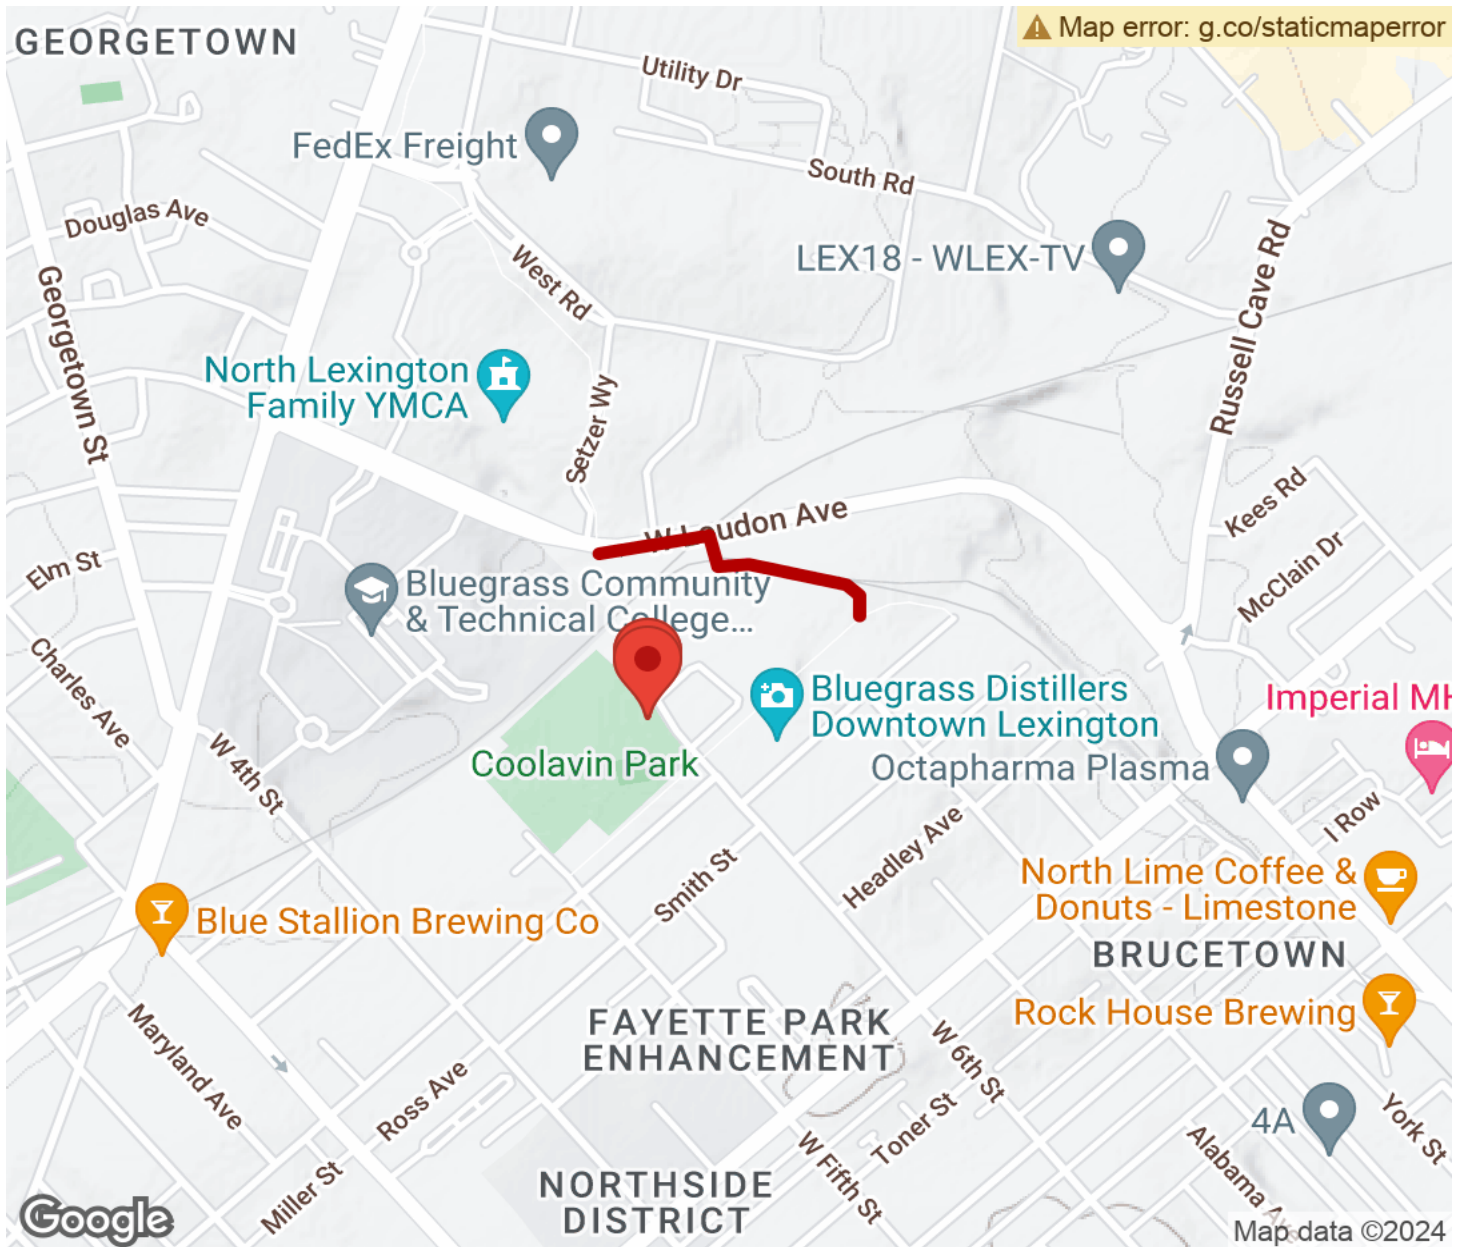 GEORGETOWN
Map error: g.co/staticmaperror
Utility Dr
FedEx Freight
South Rd
Douglas Ave
LEX18 - WLEX-TV
West Rd
Russell Cave Rd
Georgetown St
North Lexington
Family YMCA
Setzer Wy
Kees Rd
W Loudon Ave
McClain Dr
Elm St
Bluegrass Community
& Technical College...
Charles Ave
Bluegrass Distillers
Downtown Lexington
Imperial MH
W 4th St
Coolavin Park
Octapharma Plasma
I Row
Headley Ave
Smith St
North Lime Coffee &
Donuts - Limestone
Blue Stallion Brewing Co
BRUCETOWN
Rock House Brewing
FAYETTE PARK
ENHANCEMENT
W 6th St
Maryland Ave
Ross Ave
Toner St
4A
York St
W Fifth St
Alabama Ave
Miller St
NORTHSIDE
DISTRICT
Google
Map data ©2024